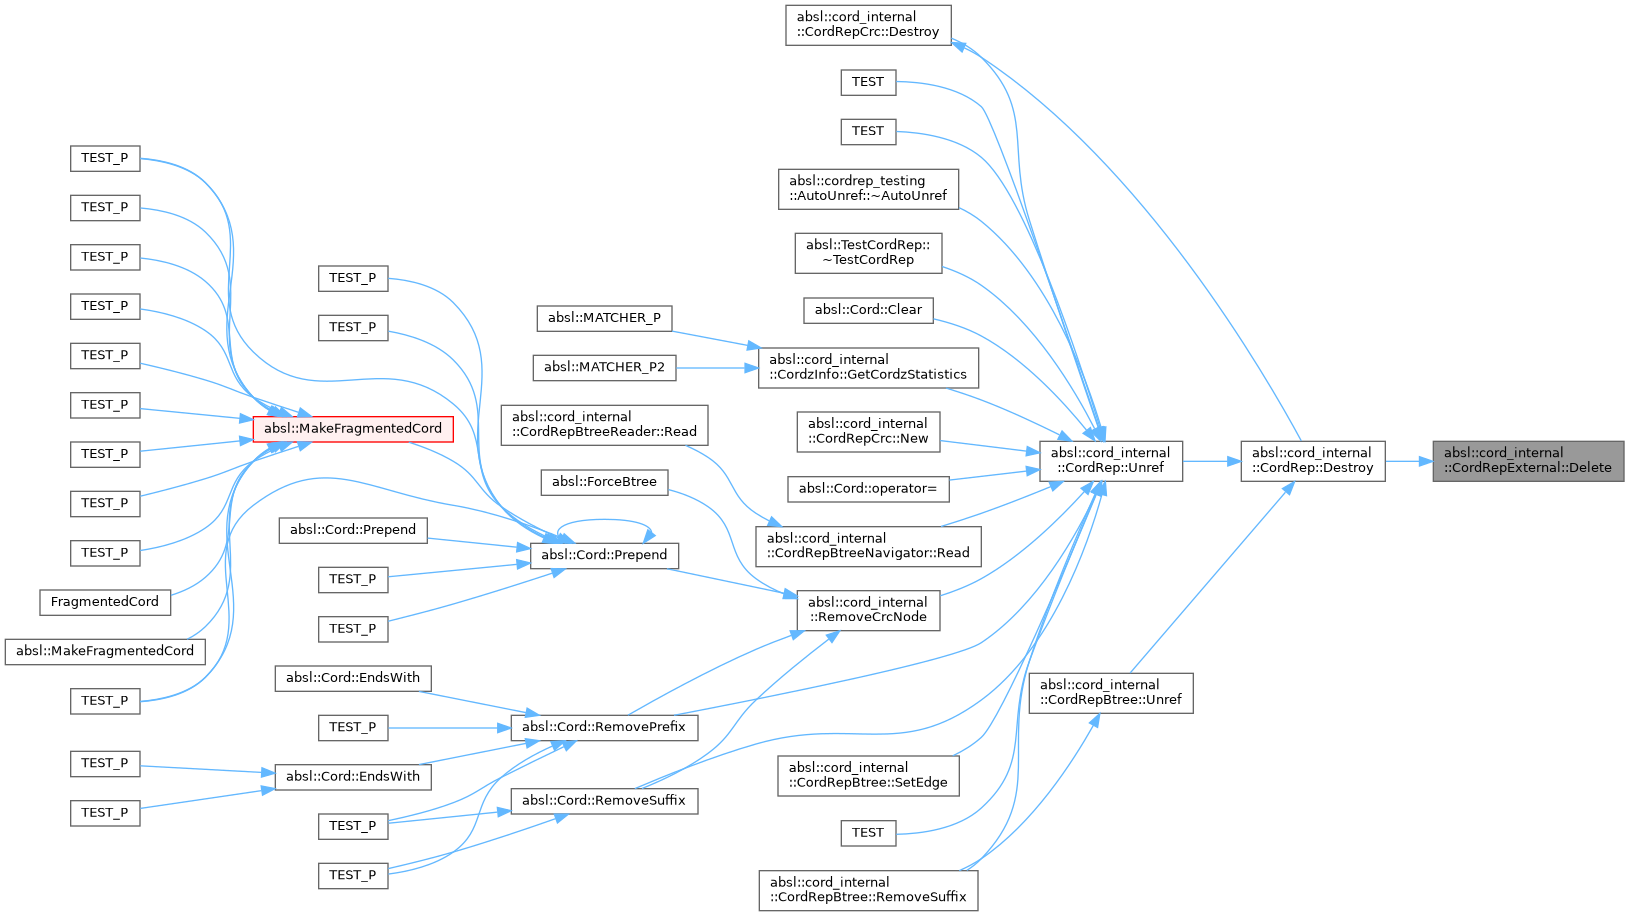 absl::cord_internal
::CordRepCrc::Destroy
TEST
TEST
absl::cordrep_testing
::AutoUnref::~AutoUnref
absl::TestCordRep::
~TestCordRep
absl::Cord::Clear
absl::MATCHER_P
absl::MATCHER_P2
absl::cord_internal
::CordzInfo::GetCordzStatistics
absl::cord_internal
::CordRepBtreeReader::Read
absl::cord_internal
::CordRepCrc::New
absl::ForceBtree
absl::Cord::operator=
absl::cord_internal
::CordRep::Unref
absl::cord_internal
::CordRep::Destroy
absl::cord_internal
::CordRepExternal::Delete
absl::cord_internal
::CordRepBtreeNavigator::Read
absl::Cord::Prepend
absl::Cord::Prepend
absl::cord_internal
::RemoveCrcNode
TEST_P
TEST_P
TEST_P
TEST_P
TEST_P
TEST_P
TEST_P
TEST_P
TEST_P
TEST_P
TEST_P
absl::MakeFragmentedCord
FragmentedCord
absl::MakeFragmentedCord
TEST_P
TEST_P
TEST_P
absl::Cord::EndsWith
TEST_P
absl::Cord::RemovePrefix
absl::cord_internal
::CordRepBtree::Unref
TEST_P
TEST_P
absl::Cord::EndsWith
absl::Cord::RemoveSuffix
absl::cord_internal
::CordRepBtree::SetEdge
TEST_P
TEST_P
TEST
absl::cord_internal
::CordRepBtree::RemoveSuffix